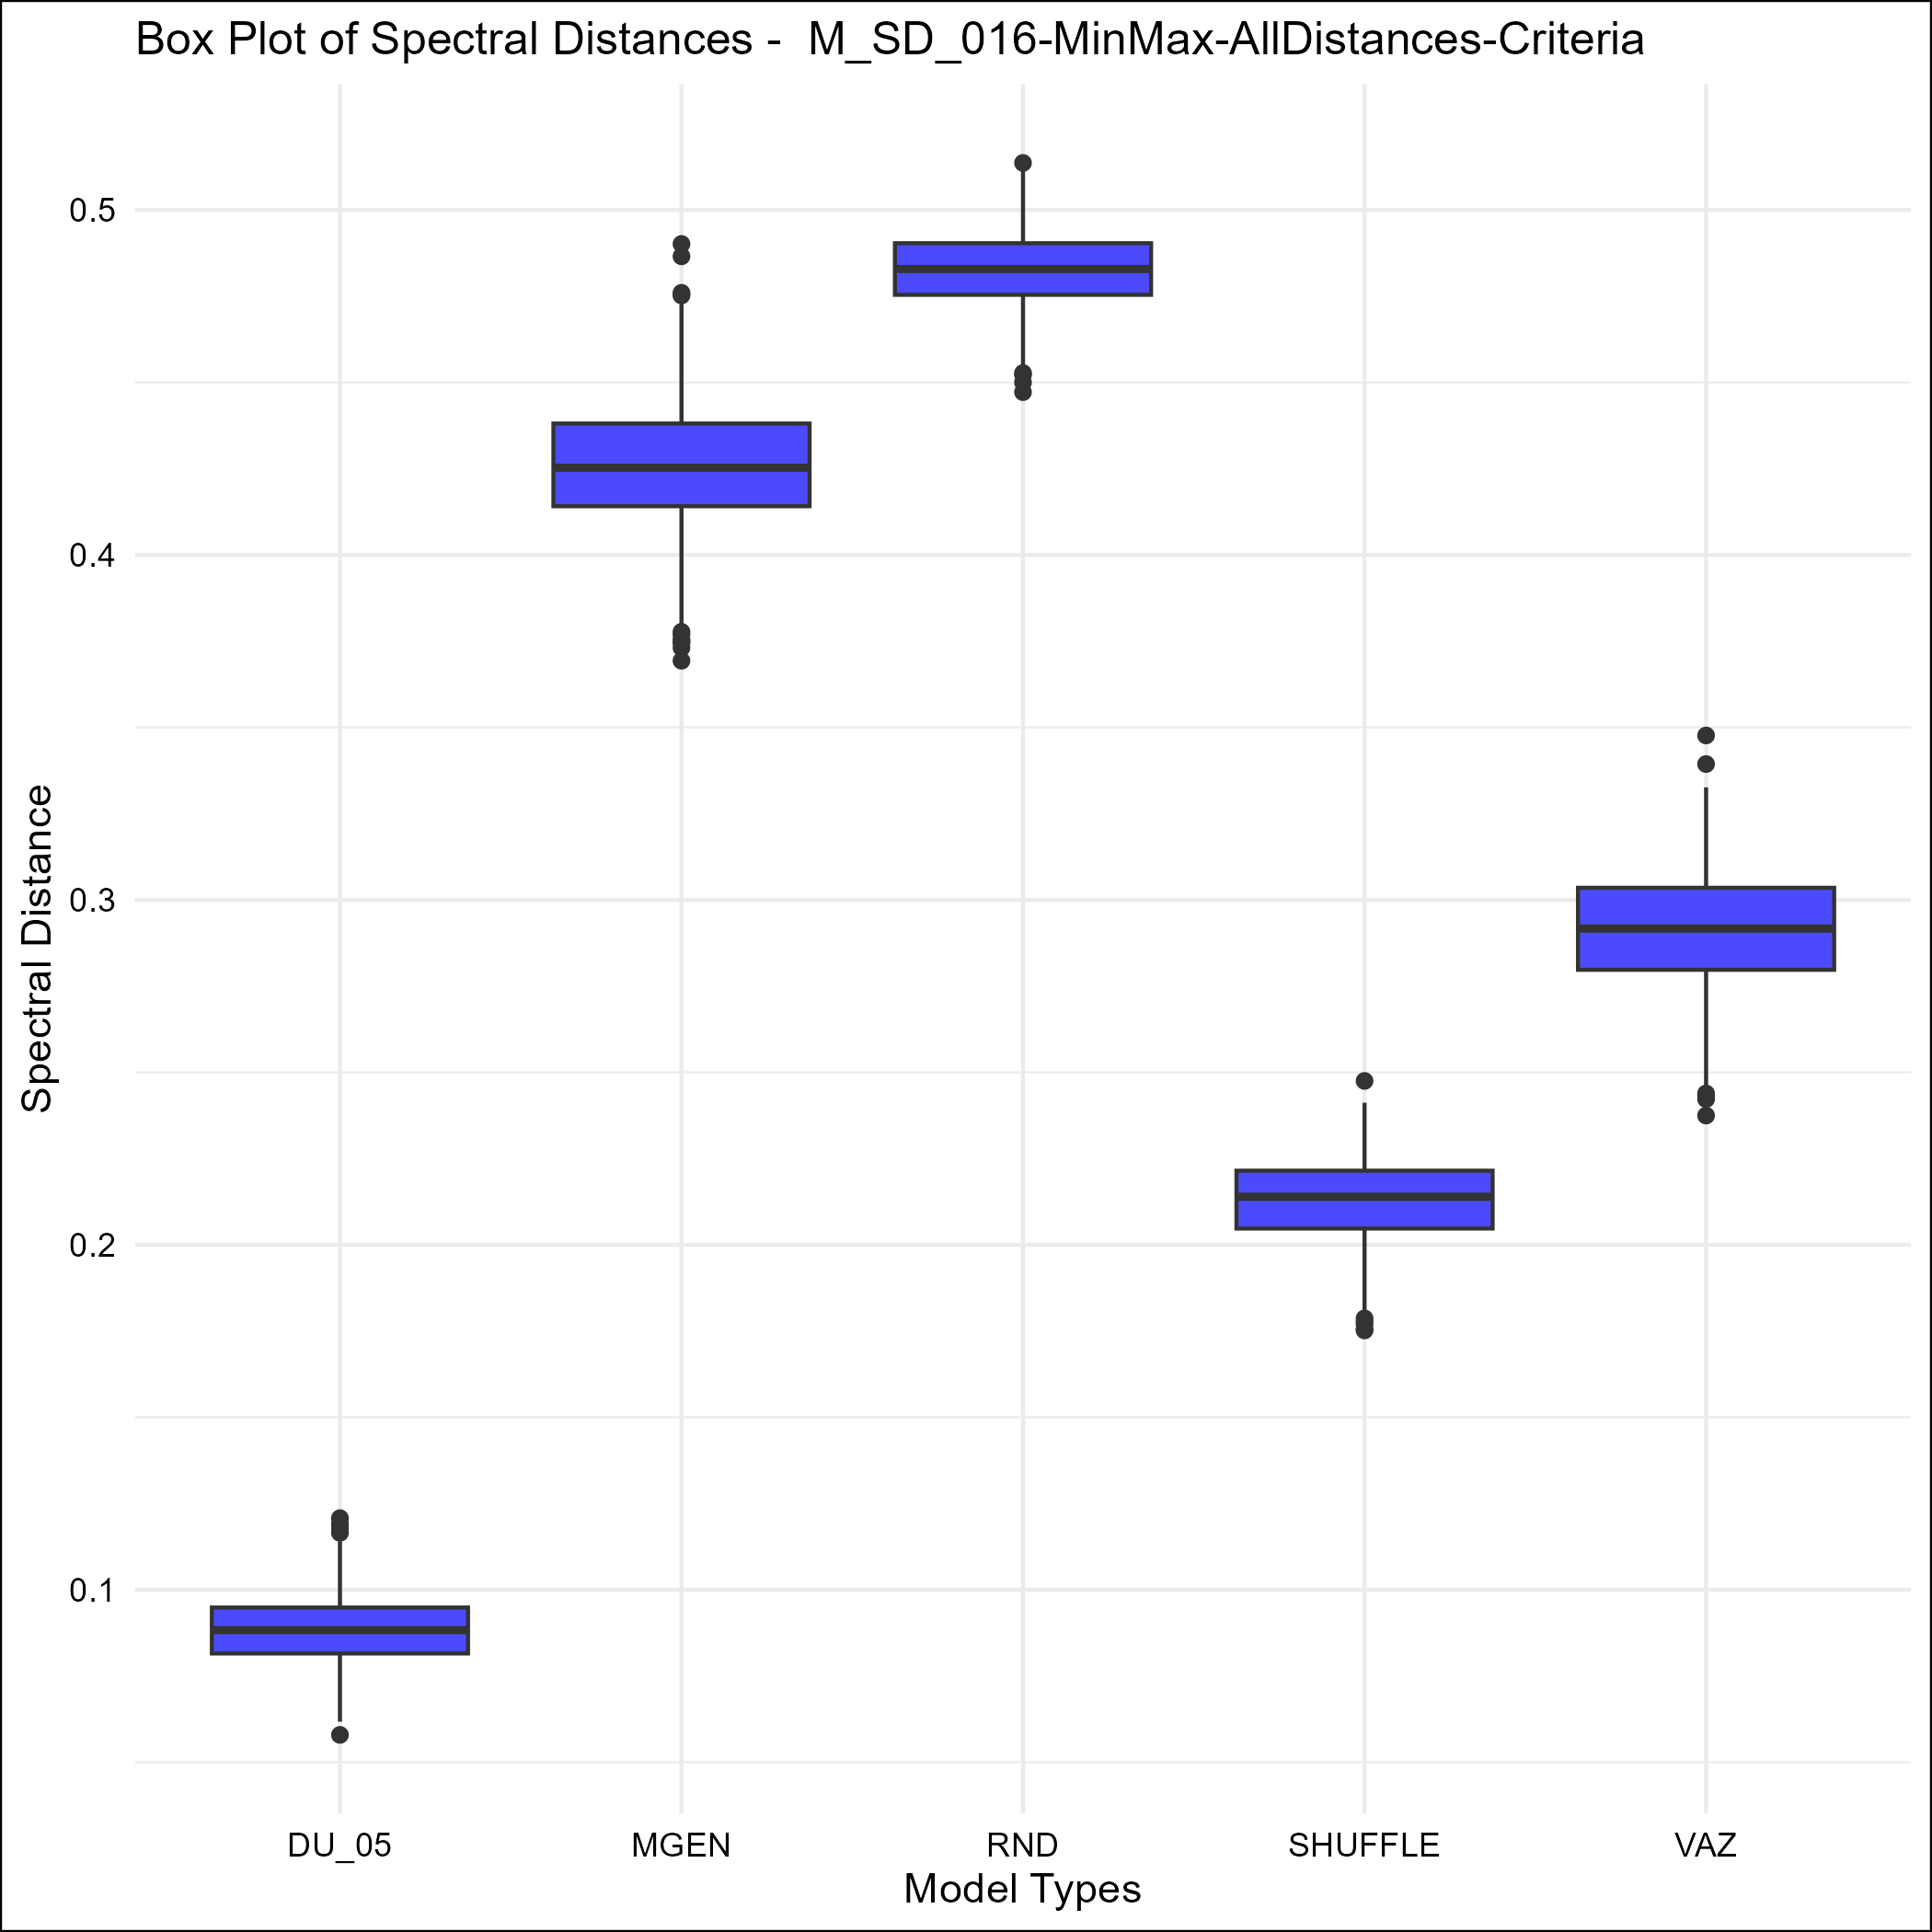 Box Plot of Spectral Distances -  M_SD_016-MinMax-AllDistances-Criteria
Spectral Distance
0.5
0.4
0.3
0.2
0.1
DU_05
MGEN
RND
SHUFFLE
VAZ
Model Types